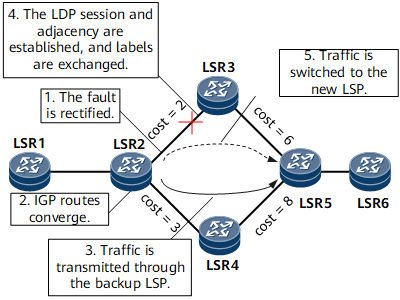 4. The LDP session and
adjacency are
established, and labels
are exchanged.
LSR3
5. Traffic is
switched to the
new LSP.
1. The fault
is rectified.
cost = 2
cost = 6
LSR1
LSR2
LSR5
LSR6
2. IGP routes
converge.
cost = 3
cost = 8
3. Traffic is
transmitted through
the backup LSP.
LSR4